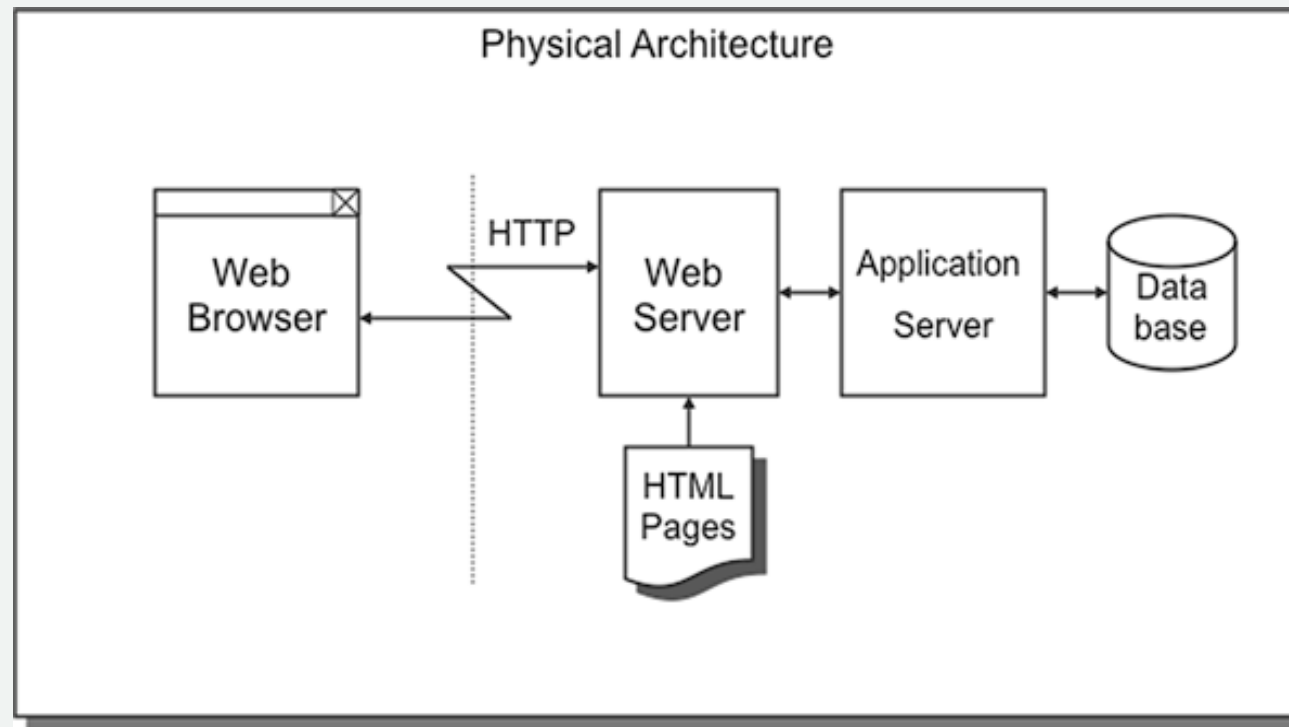 Physical Architecture
HTTP
Web
Browser
Web
Server
Application
Server
Data
base
HTML
Pages